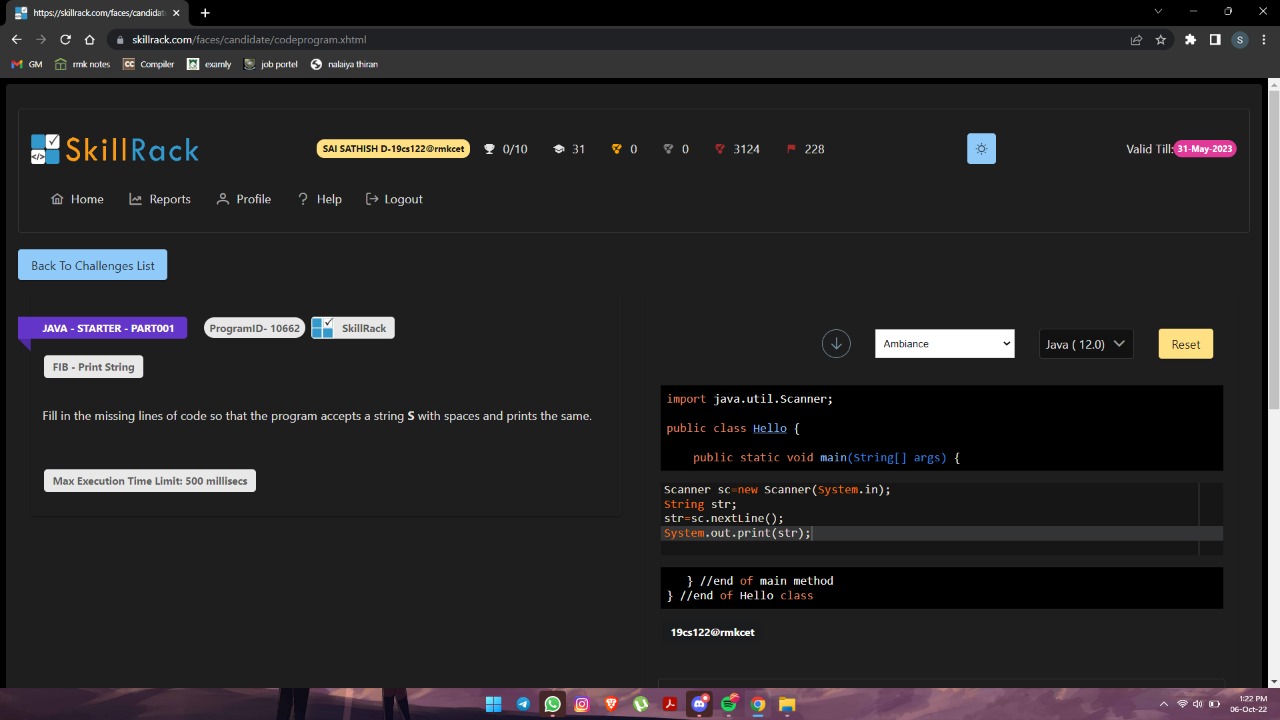 https://skillrack.com/faces/candidat
skillrack.com/faces/candidate/codeprogram.xhtml
S
GM rmk notes CC Compiler examly job portel nalaiya thiran
SkillRack
SAI SATHISH D-19cs122@rmkcet 0/10 31 0 0 3124 228
Valid Till: 31-May-2023
Home Reports Profile Help Logout
Back To Challenges List
JAVA - STARTER - PART001 ProgramID- 10662 SkillRack
FIB - Print String
Fill in the missing lines of code so that the program accepts a string S with spaces and prints the same.
Max Execution Time Limit: 500 millisecs
Ambiance Java ( 12.0) Reset
import java.util.Scanner;
public class Hello {
public static void main(String[] args) {
Scanner sc=new Scanner(System.in);
String str;
str=sc.nextLine();
System.out.print(str);
} //end of main method
} //end of Hello class
19cs122@rmkcet
1:22 PM
06-Oct-22